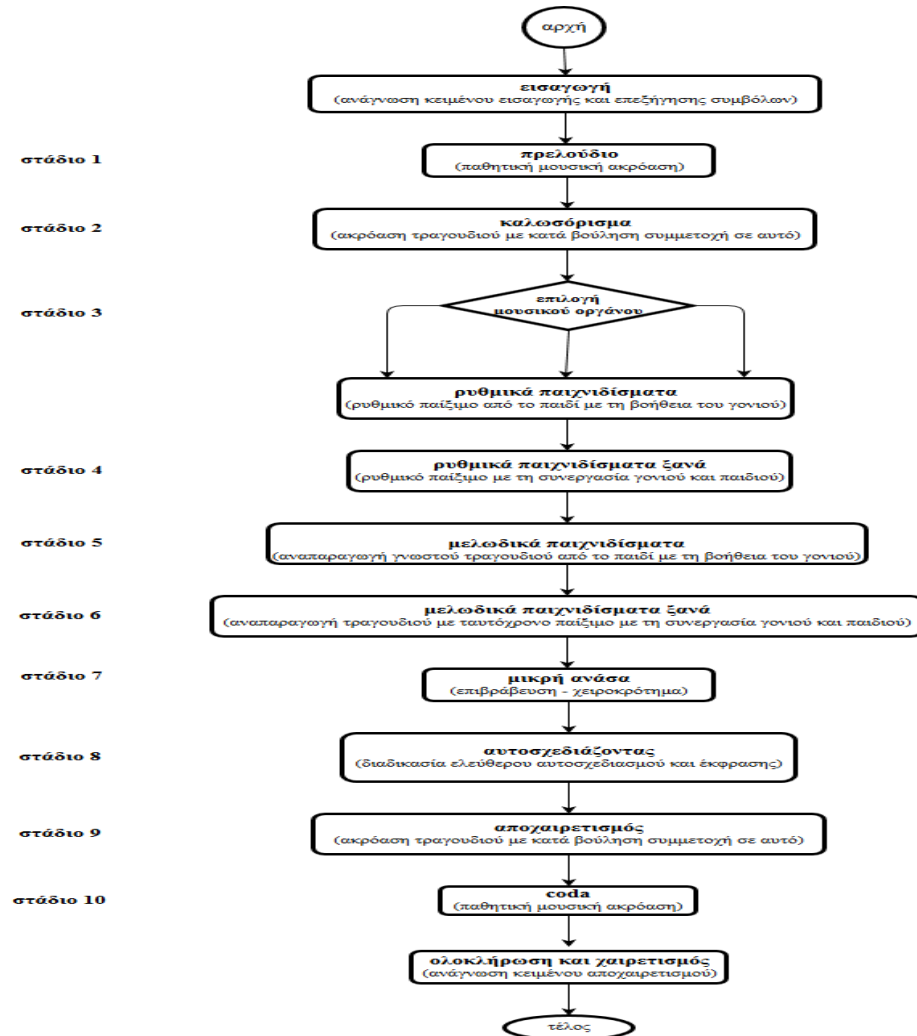 αρχή
εισαγωγή
(ανάγνωση κειμένου εισαγωγής και επεξήγησης συμβόλων)
στάδιο 1
πρελούδιο
(παθητική μουσική ακρόαση)
στάδιο 2
καλωσόρισμα
(ακρόαση τραγουδιού με κατά βούληση συμμετοχή σε αυτό)
στάδιο 3
επιλογή
μουσικού οργάνου
ρυθμικά παιχνιδίσματα
(ρυθμικό παίξιμο από το παιδί με τη βοήθεια του γονιού)
στάδιο 4
ρυθμικά παιχνιδίσματα ξανά
(ρυθμικό παίξιμο με τη συνεργασία γονιού και παιδιού)
στάδιο 5
μελωδικά παιχνιδίσματα
(αναπαραγωγή γνωστού τραγουδιού από το παιδί με τη βοήθεια του γονιού)
στάδιο 6
μελωδικά παιχνιδίσματα ξανά
(αναπαραγωγή τραγουδιού με ταυτόχρονο παίξιμο με τη συνεργασία γονιού και παιδιού)
στάδιο 7
μικρή ανάσα
(επιβράβευση - χειροκρότημα)
στάδιο 8
αυτοσχεδιάζοντας
(διαδικασία ελεύθερου αυτοσχεδιασμού και έκφρασης)
στάδιο 9
αποχαιρετισμός
(ακρόαση τραγουδιού με κατά βούληση συμμετοχή σε αυτό)
στάδιο 10
coda
(παθητική μουσική ακρόαση)
ολοκλήρωση και χαιρετισμός
(ανάγνωση κειμένου αποχαιρετισμού)
τέλος